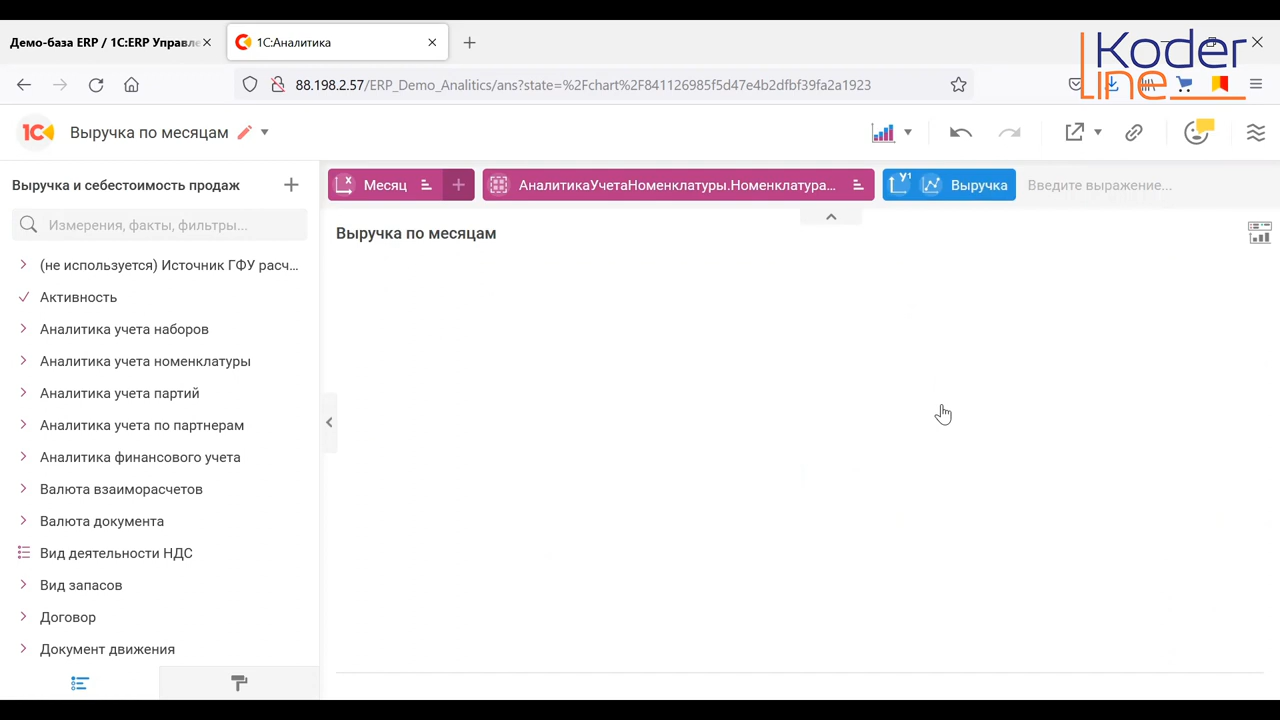 Демо-база ERP / 1С:ERP Управле
1С:Аналитика
Koder
line
88.198.2.57/ERP_Demo_Analitic/ans?state=%2Fchart%2F841126985f5d47e4b2dfbf39fa2a1923
1С
Выручка по месяцам
Выручка и себестоимость продаж
Месяц
АналитикаУчетаНоменклатуры.Номенклатура...
Y1
Выручка
Введите выражение...
Измерения, факты, фильтры...
Выручка по месяцам
(не используется) Источник ГФУ расч...
Активность
Аналитика учета наборов
Аналитика учета номенклатуры
Аналитика учета партий
Аналитика учета по партнерам
Аналитика финансового учета
Валюта взаиморасчетов
Валюта документа
Вид деятельности НДС
Вид запасов
Договор
Документ движения